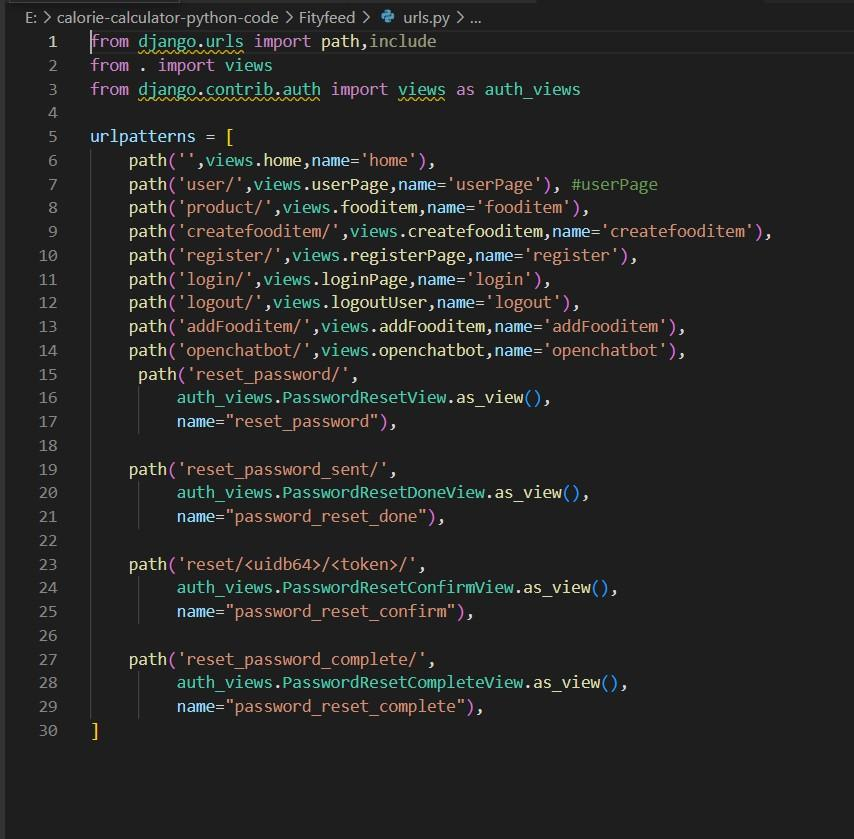 E: > calorie-calculator-python-code > Fityfeed > urls.py > ...
1 from django.urls import path,include
2 from . import views
3 from django.contrib.auth import views as auth_views
4
5 urlpatterns = [
6     path('',views.home,name='home'),
7     path('user/',views.userPage,name='userPage'), #userPage
8     path('product/',views.fooditem,name='fooditem'),
9     path('createfooditem/',views.createfooditem,name='createfooditem'),
10     path('register/',views.registerPage,name='register'),
11     path('login/',views.loginPage,name='login'),
12     path('logout/',views.logoutUser,name='logout'),
13     path('addFooditem/',views.addFooditem,name='addFooditem'),
14     path('openchatbot/',views.openchatbot,name='openchatbot'),
15      path('reset_password/',
16          auth_views.PasswordResetView.as_view(),
17          name="reset_password"),
18
19     path('reset_password_sent/',
20          auth_views.PasswordResetDoneView.as_view(),
21          name="password_reset_done"),
22
23     path('reset/<uidb64>/<token>/',
24          auth_views.PasswordResetConfirmView.as_view(),
25          name="password_reset_confirm"),
26
27     path('reset_password_complete/',
28          auth_views.PasswordResetCompleteView.as_view(),
29          name="password_reset_complete"),
30 ]